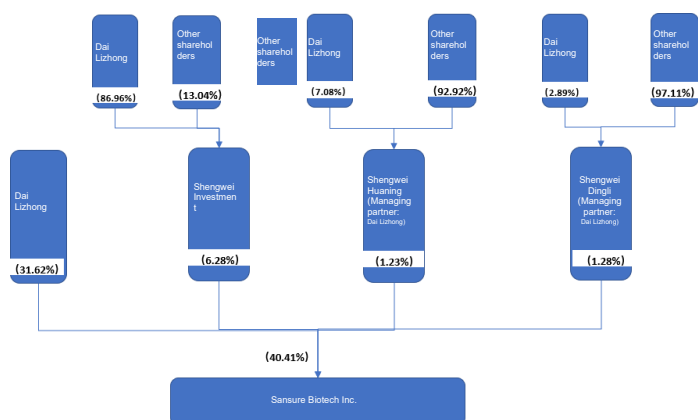 Dai
Lizhong
(86.96%)
Other
sharehol
ders
(13.04%)
Other
sharehol
ders
Dai
Lizhong
(7.08%)
Other
sharehol
ders
(92.92%)
Dai
Lizhong
(2.89%)
Other
sharehol
ders
(97.11%)
Dai
Lizhong
(31.62%)
Shengwei
Investmen
t
(6.28%)
Shengwei
Huaning
(Managing
partner:
Dai Lizhong)
(1.23%)
Shengwei
Dingli
(Managing
partner:
Dai Lizhong)
(1.28%)
(40.41%)
Sansure Biotech Inc.